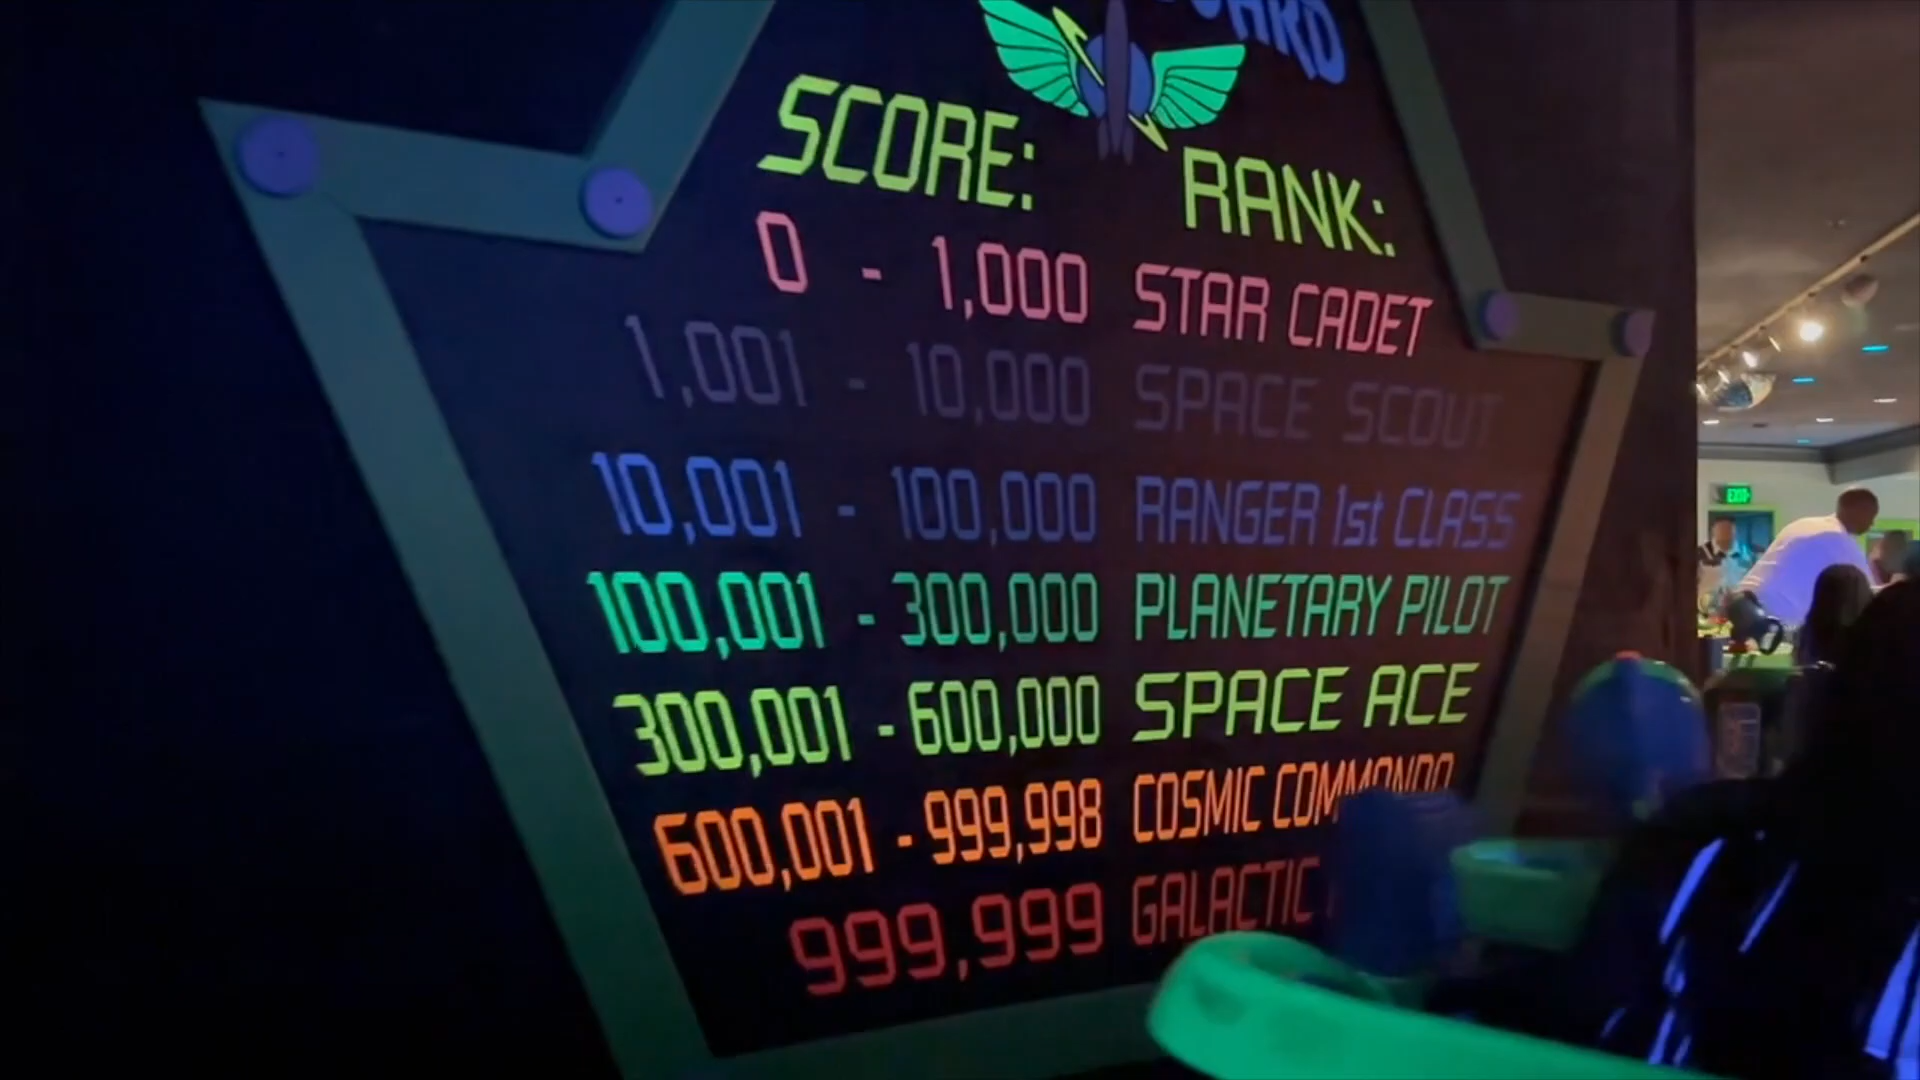 SCORE: RANK:
0 - 1,000 STAR CADET
1,001 - 10,000 SPACE SCOUT
10,001 - 100,000 RANGER 1st CLASS
100,001 - 300,000 PLANETARY PILOT
300,001 - 600,000 SPACE ACE
600,001 - 999,998 COSMIC COMMANDO
999,999 GALACTIC
EXIT